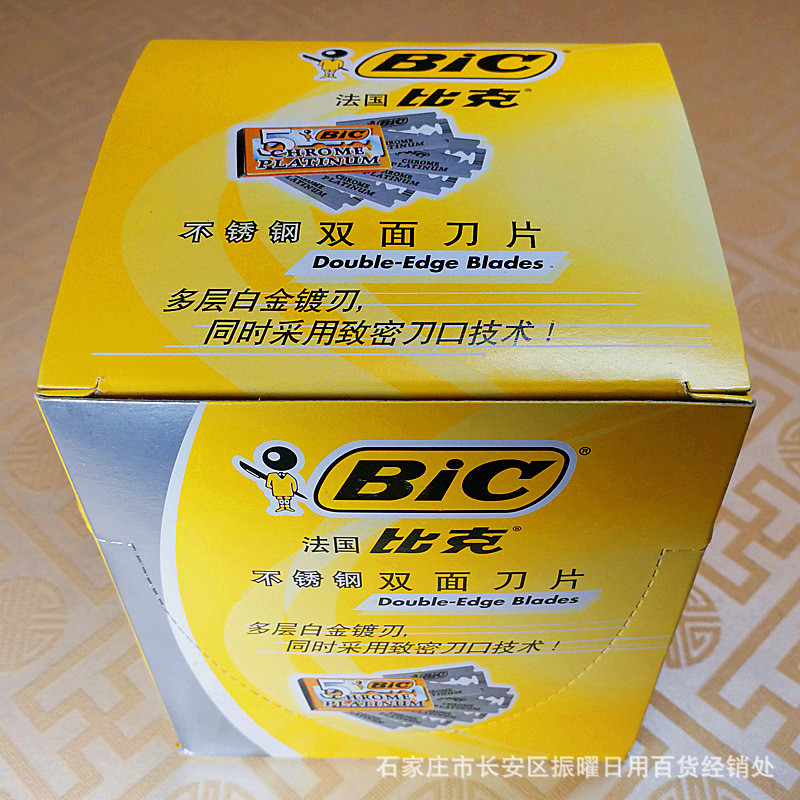 BIC®
法国 比克®
5 BIC
CHROME
PLATINUM
BIC
CHROME
PLATINUM
CHROME
PLATINUM
不锈钢 双面刀片
Double-Edge Blades
多层白金镀刃,
同时采用致密刀口技术!
BIC®
法国 比克®
不锈钢 双面刀片
Double-Edge Blades
多层白金镀刃,
同时采用致密刀口技术!
5 BIC
CHROME
PLATINUM
BIC
石家庄市长安区振曜日用百货经销处